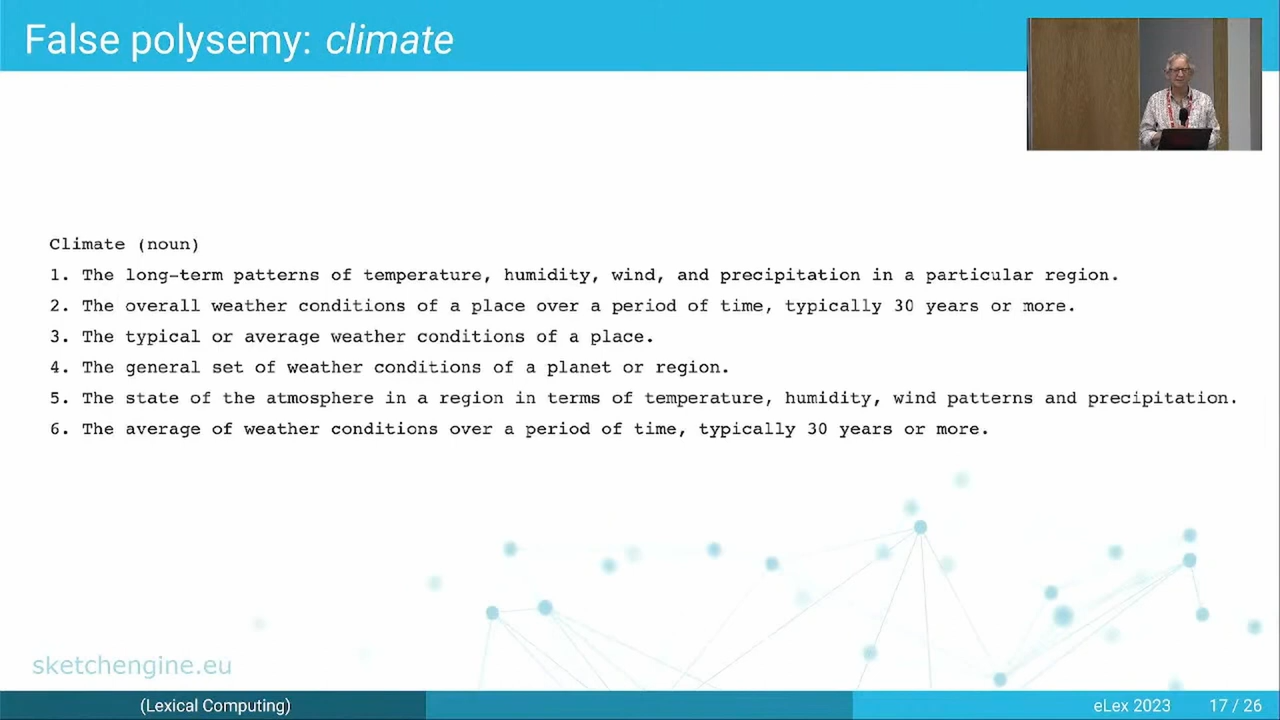 False polysemy: climate
Climate (noun)
1. The long-term patterns of temperature, humidity, wind, and precipitation in a particular region.
2. The overall weather conditions of a place over a period of time, typically 30 years or more.
3. The typical or average weather conditions of a place.
4. The general set of weather conditions of a planet or region.
5. The state of the atmosphere in a region in terms of temperature, humidity, wind patterns and precipitation.
6. The average of weather conditions over a period of time, typically 30 years or more.
sketchengine.eu
(Lexical Computing)
eLex 2023
17 / 26